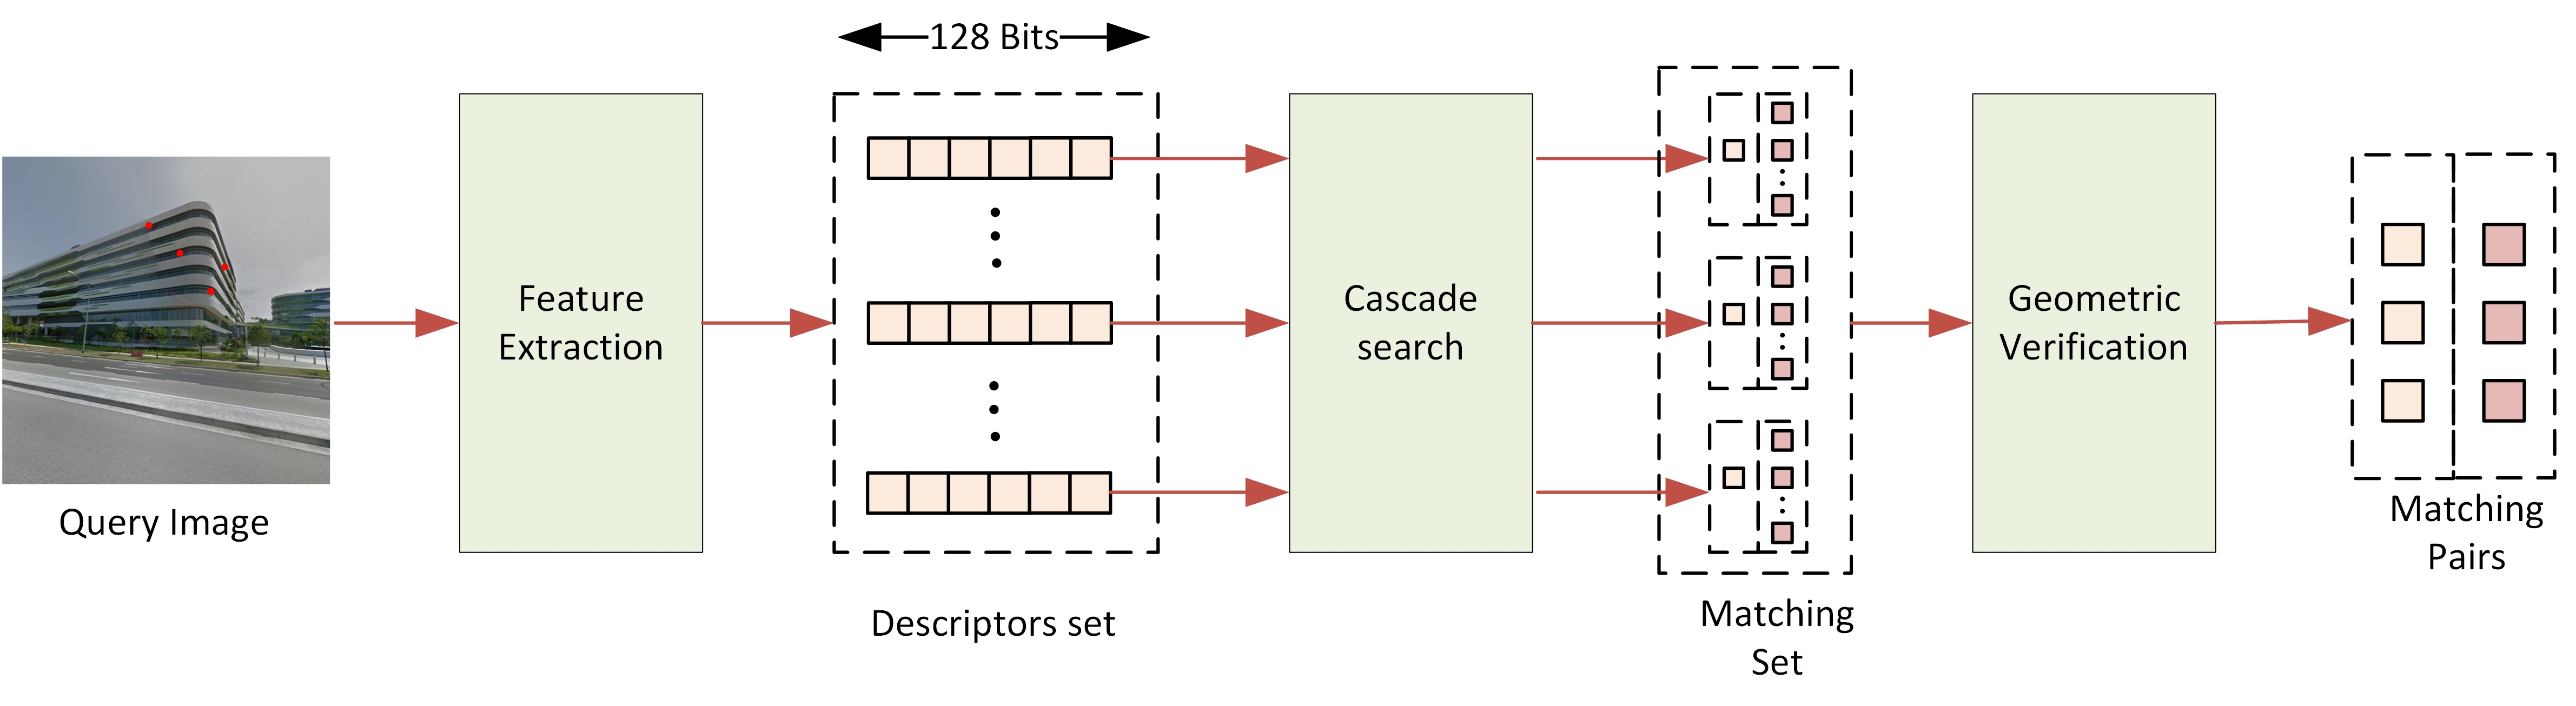 128 Bits
Feature
Extraction
Cascade
search
Geometric
Verification
Query Image
Descriptors set
Matching
Set
Matching
Pairs